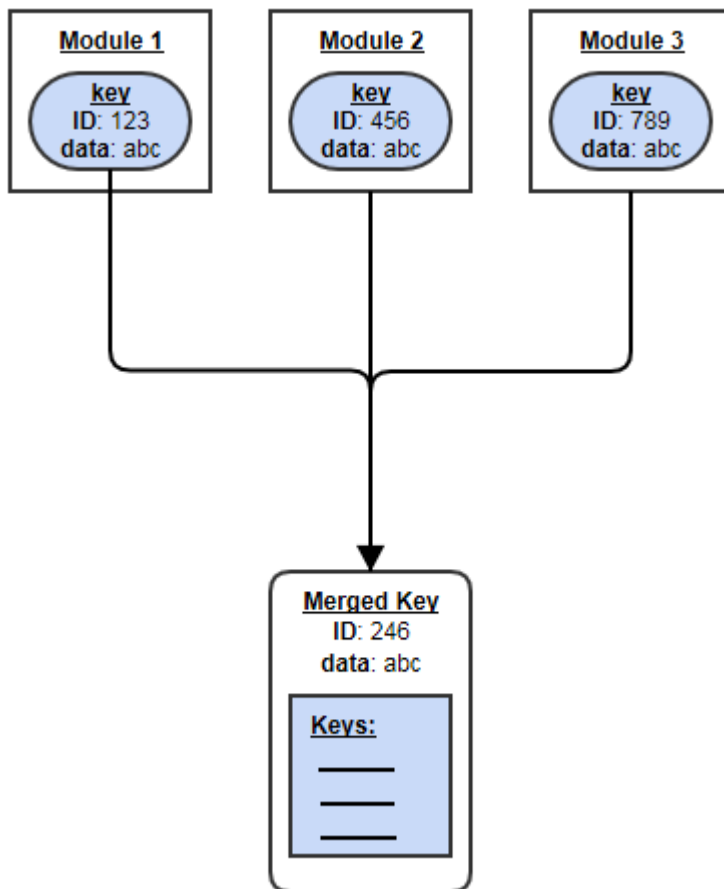 Module 1
key
ID: 123
data: abc
Module 2
key
ID: 456
data: abc
Module 3
key
ID: 789
data: abc
Merged Key
ID: 246
data: abc
Keys: